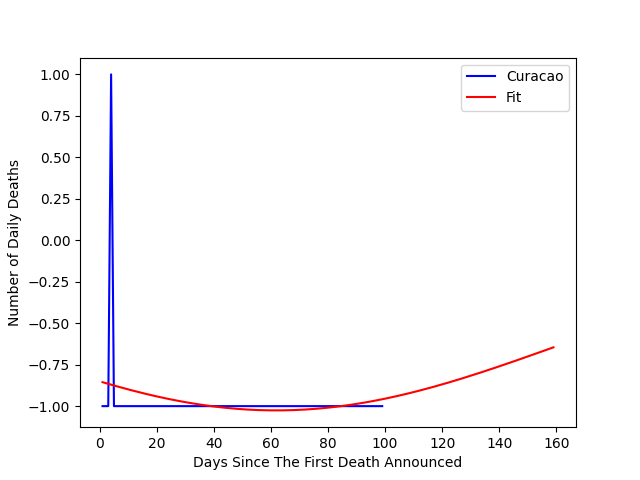 Curacao
Fit
1.00
0.75
0.50
0.25
0.00
−0.25
−0.50
−0.75
−1.00
Number of Daily Deaths
0 20 40 60 80 100 120 140 160
Days Since The First Death Announced